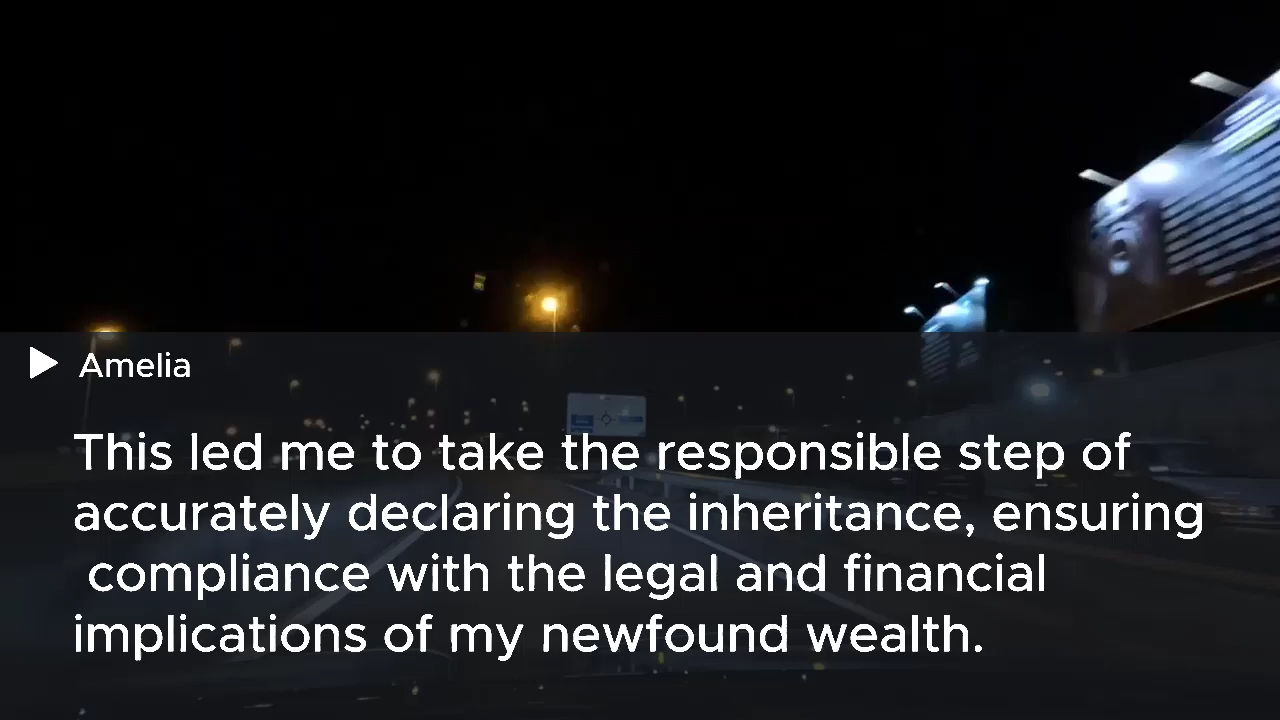 Amelia
This led me to take the responsible step of
accurately declaring the inheritance, ensuring
compliance with the legal and financial
implications of my newfound wealth.